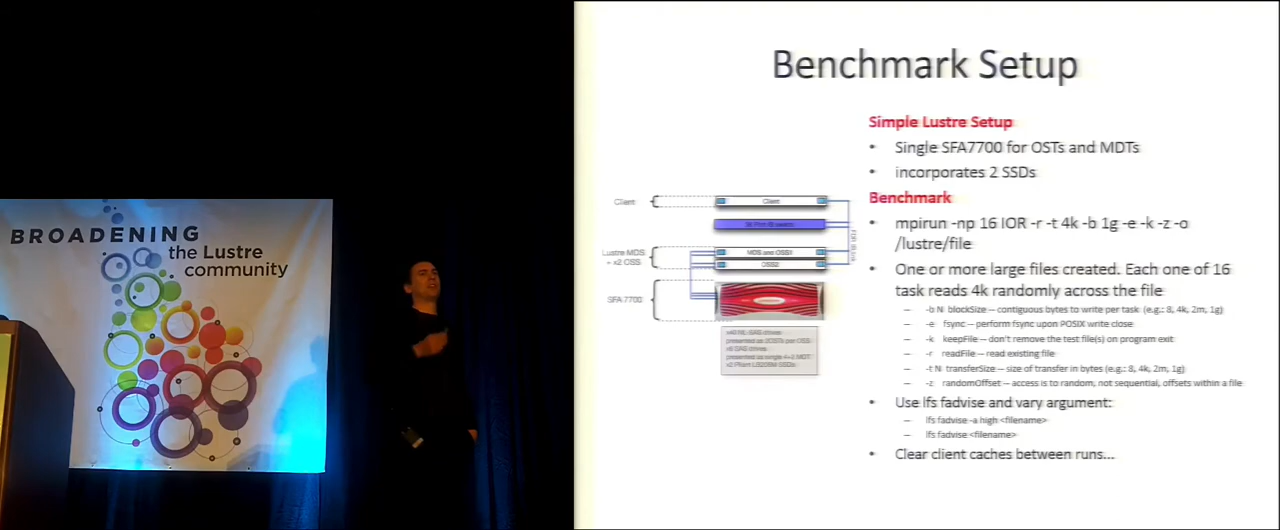 BROADENING
the Lustre
community
Benchmark Setup
Simple Lustre Setup
• Single SFA7700 for OSTs and MDTs
• incorporates 2 SSDs
Benchmark
• mpirun -np 16 IOR -r -t 4k -b 1g -e -k -z -o
/lustre/file
• One or more large files created. Each one of 16
task reads 4k randomly across the file
– -b N blockSize – contiguous bytes to write per task (e.g.: 8, 4k, 2m, 1g)
– -e fsync – perform fsync upon POSIX write close
– -k keepFile – don't remove the test file(s) on program exit
– -r readFile – read existing file
– -t N transferSize – size of transfer in bytes (e.g.: 8, 4k, 2m, 1g)
– -z randomOffset – access is to random, not sequential, offsets within a file
• Use lfs fadvise and vary argument:
– lfs fadvise -a high <filename>
– lfs fadvise <filename>
• Clear client caches between runs...
Client
Client
Lustre MDS
+ x2 OSS
MDS and OSS1
OSS2
SFA 7700